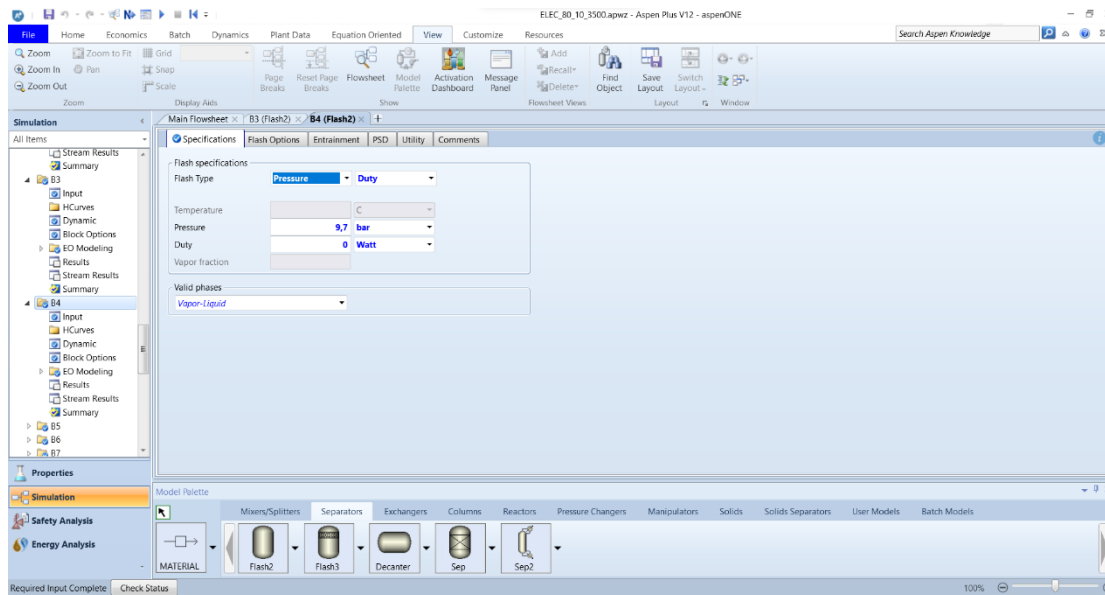 ELEC_80_10_3500.apwz - Aspen Plus V12 - aspenONE
File Home Economics Batch Dynamics Plant Data Equation Oriented View Customize Resources Search Aspen Knowledge
Zoom Zoom to Fit Grid
Zoom In Pan Snap
Zoom Out Scale
Page Breaks Reset Page Breaks Flowsheet Model Palette Activation Dashboard Message Panel
Add
Recall
Delete
Find Object Save Layout Switch Layout
Zoom Display Aids Show Flowsheet Views Layout Window
Simulation
Main Flowsheet B3 (Flash2) B4 (Flash2) +
All Items
Specifications Flash Options Entrainment PSD Utility Comments
Stream Results
Summary
B3
Input
HCurves
Dynamic
Block Options
EO Modeling
Results
Stream Results
Summary
B4
Input
HCurves
Dynamic
Block Options
EO Modeling
Results
Stream Results
Summary
B5
B6
B7
Flash specifications
Flash Type Pressure Duty
Temperature C
Pressure 9,7 bar
Duty 0 Watt
Vapor fraction
Valid phases
Vapor-Liquid
Properties
Simulation
Safety Analysis
Energy Analysis
Model Palette
Mixers/Splitters Separators Exchangers Columns Reactors Pressure Changers Manipulators Solids Solids Separators User Models Batch Models
MATERIAL Flash2 Flash3 Decanter Sep Sep2
Required Input Complete Check Status 100%